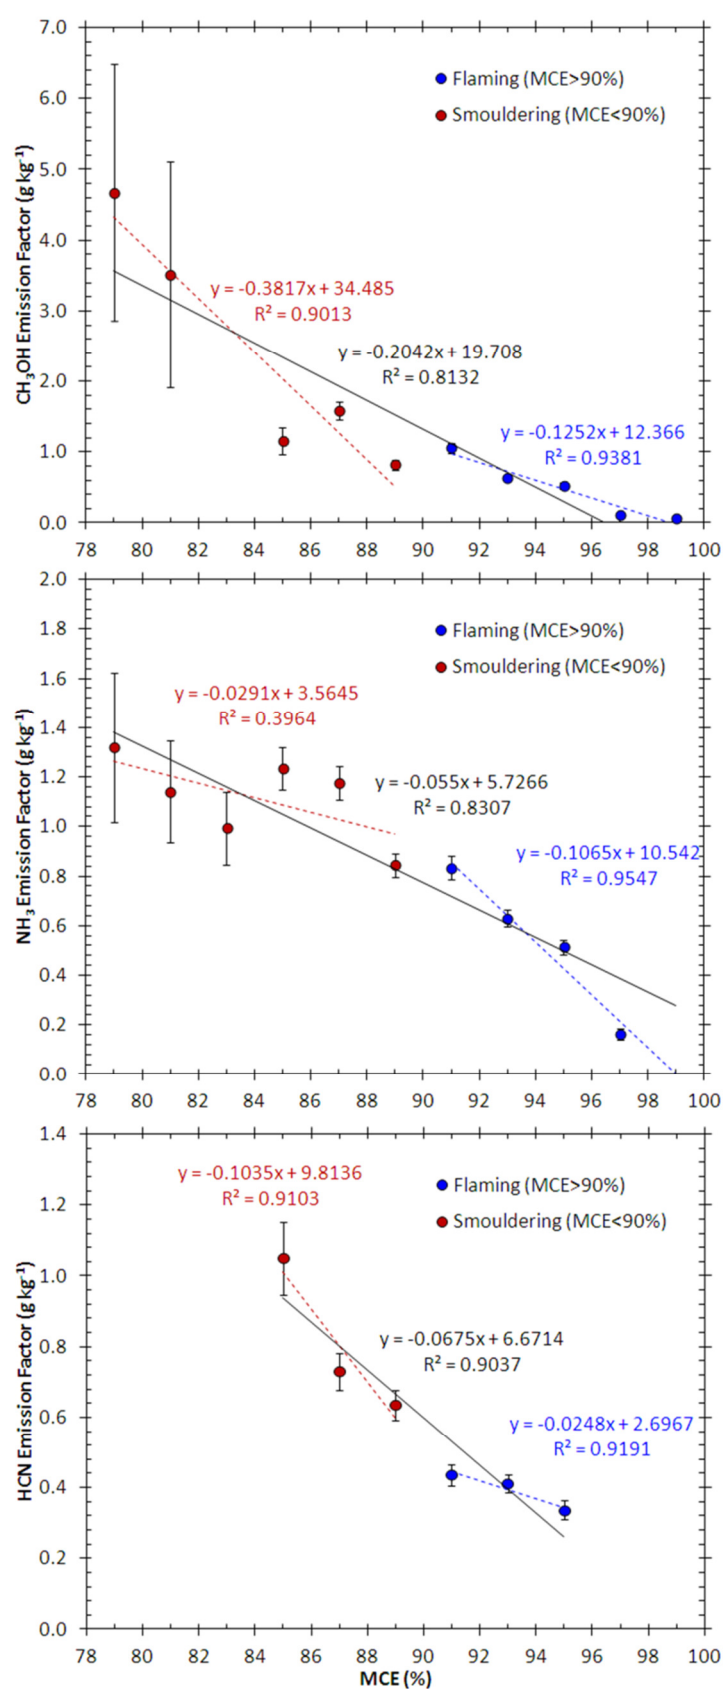 7.0
6.0
5.0
4.0
3.0
2.0
1.0
0.0
CH₃OH Emission Factor (g kg⁻¹)
Flaming (MCE>90%)
Smouldering (MCE<90%)
y = -0.3817x + 34.485
R² = 0.9013
y = -0.2042x + 19.708
R² = 0.8132
y = -0.1252x + 12.366
R² = 0.9381
78 80 82 84 86 88 90 92 94 96 98 100
2.0
1.8
1.6
1.4
1.2
1.0
0.8
0.6
0.4
0.2
0.0
NH₃ Emission Factor (g kg⁻¹)
Flaming (MCE>90%)
Smouldering (MCE<90%)
y = -0.0291x + 3.5645
R² = 0.3964
y = -0.055x + 5.7266
R² = 0.8307
y = -0.1065x + 10.542
R² = 0.9547
78 80 82 84 86 88 90 92 94 96 98 100
1.4
1.2
1.0
0.8
0.6
0.4
0.2
0.0
HCN Emission Factor (g kg⁻¹)
y = -0.1035x + 9.8136
R² = 0.9103
Flaming (MCE>90%)
Smouldering (MCE<90%)
y = -0.0675x + 6.6714
R² = 0.9037
y = -0.0248x + 2.6967
R² = 0.9191
78 80 82 84 86 88 90 92 94 96 98 100
MCE (%)